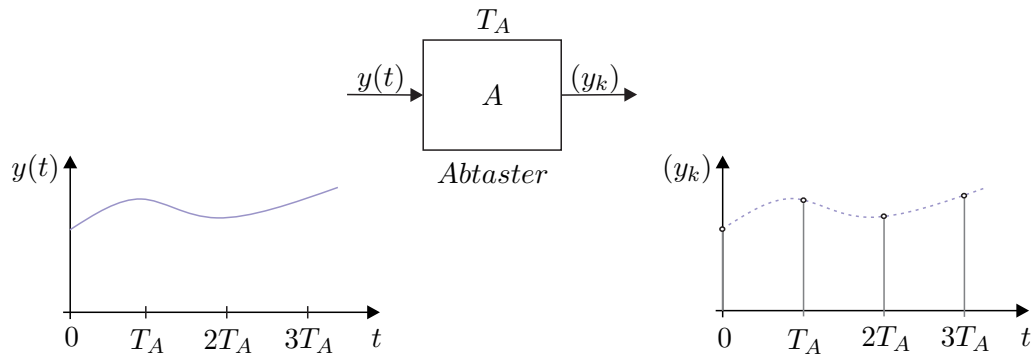 T_A
y(t)
A
(y_k)
Abtaster
y(t)
0 T_A 2T_A 3T_A t
(y_k)
0 T_A 2T_A 3T_A t